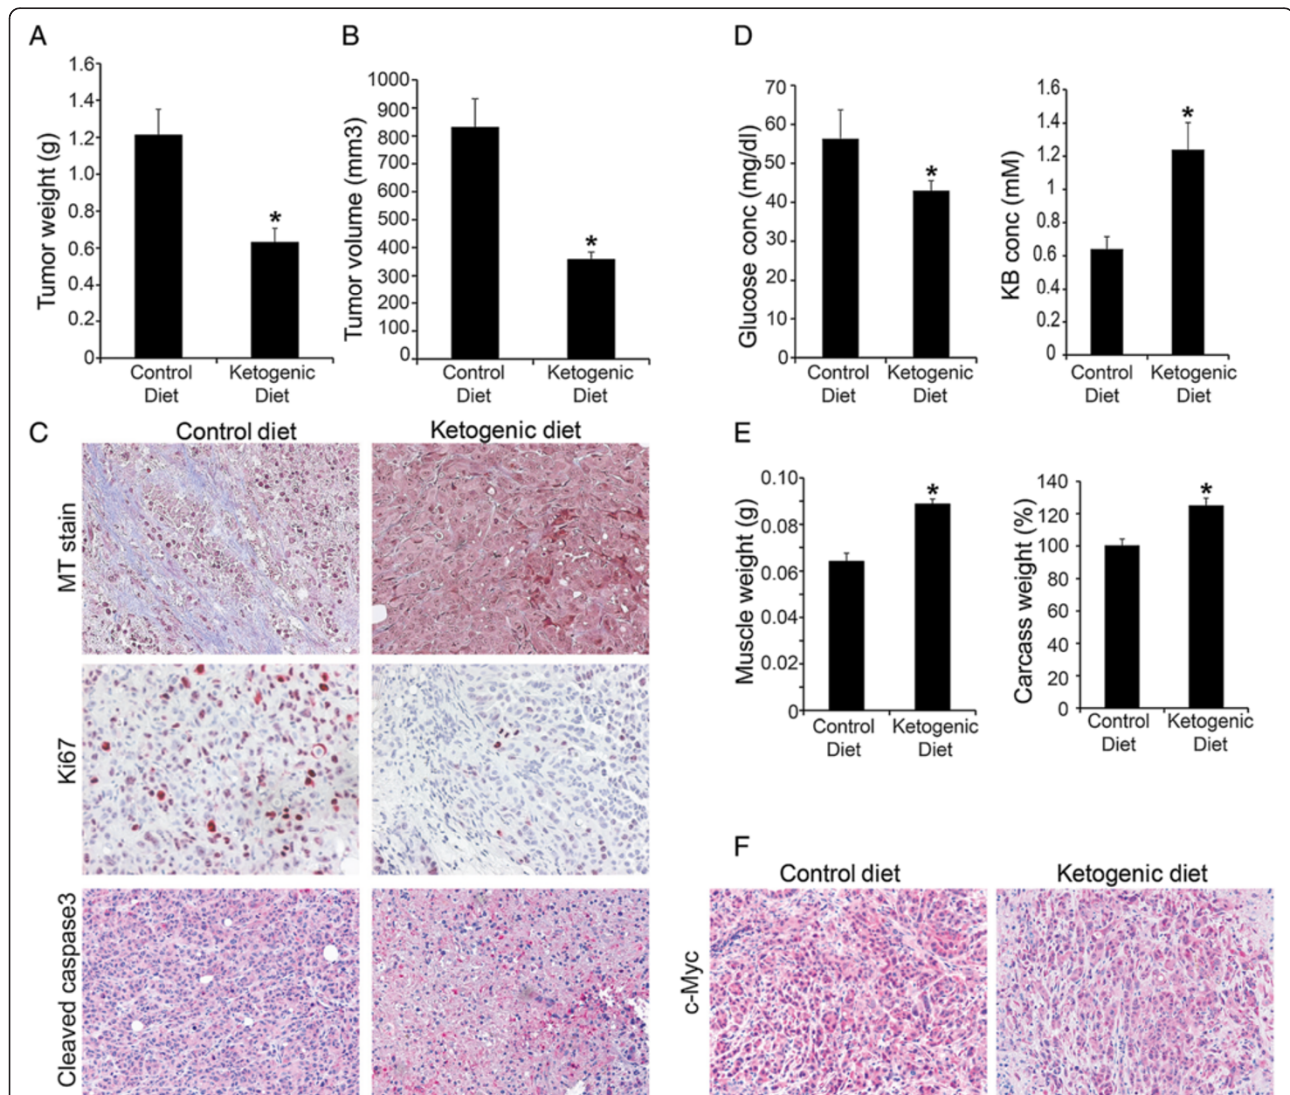 A
Tumor weight (g)
1.6
1.4
1.2
1.0
0.8
0.6
0.4
0.2
0
Control
Diet
Ketogenic
Diet
*
B
Tumor volume (mm3)
1000
900
800
700
600
500
400
300
200
100
0
Control
Diet
Ketogenic
Diet
*
C
Control diet
Ketogenic diet
MT stain
Ki67
Cleaved caspase3
D
Glucose conc (mg/dl)
70
60
50
40
30
20
10
0
Control
Diet
Ketogenic
Diet
*
KB conc (mM)
1.6
1.4
1.2
1
0.8
0.6
0.4
0.2
0
Control
Diet
Ketogenic
Diet
*
E
Muscle weight (g)
0.10
0.08
0.06
0.04
0.02
0
Control
Diet
Ketogenic
Diet
*
Carcass weight (%)
140
120
100
80
60
40
20
0
Control
Diet
Ketogenic
Diet
*
F
Control diet
Ketogenic diet
c-Myc